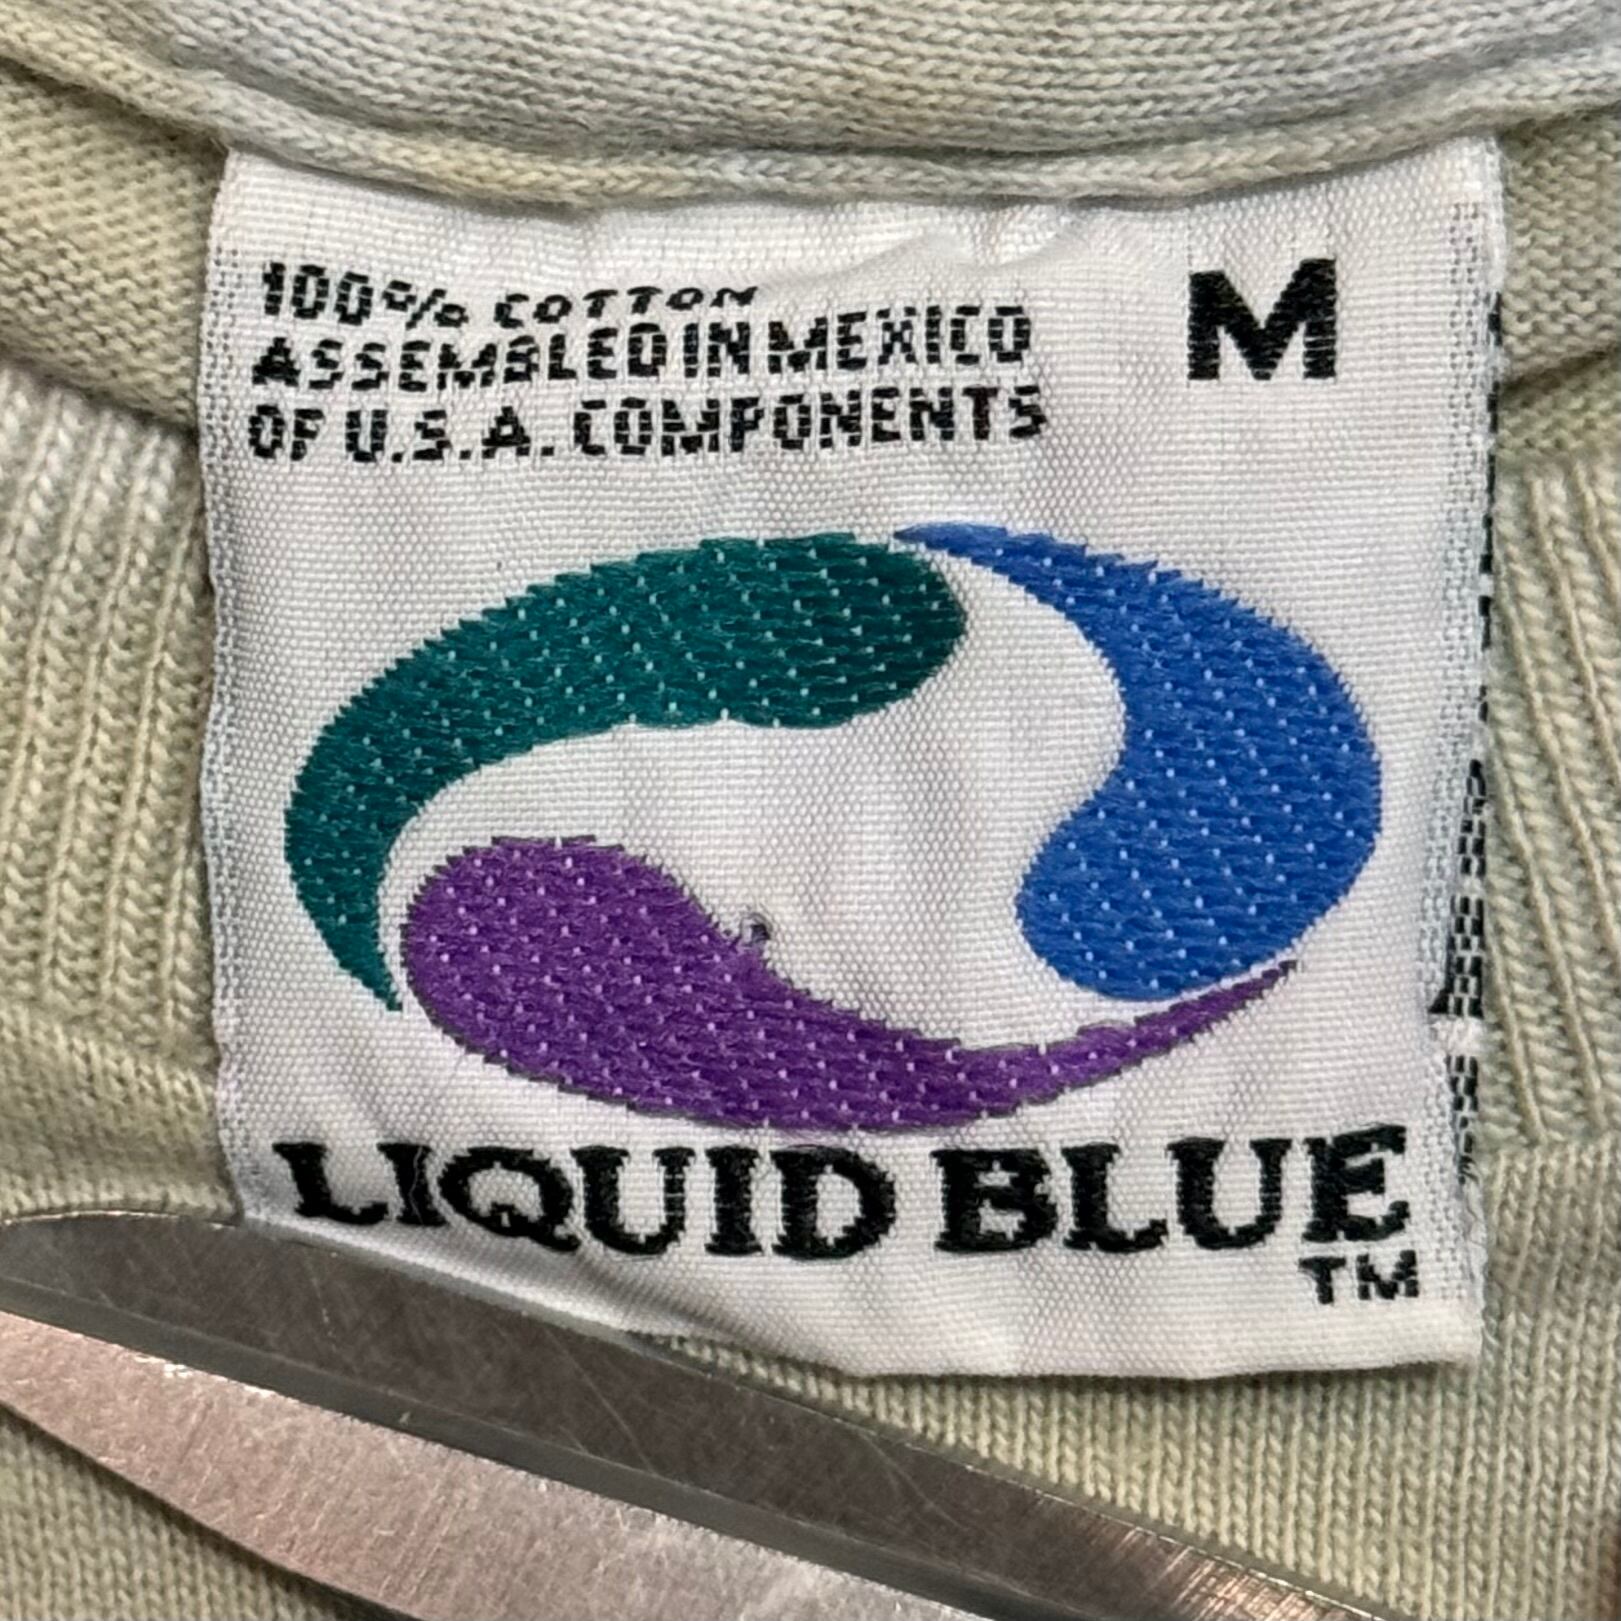 100% COTTON
ASSEMBLED IN MEXICO
OF U.S.A. COMPONENTS
M
LIQUID BLUE
TM